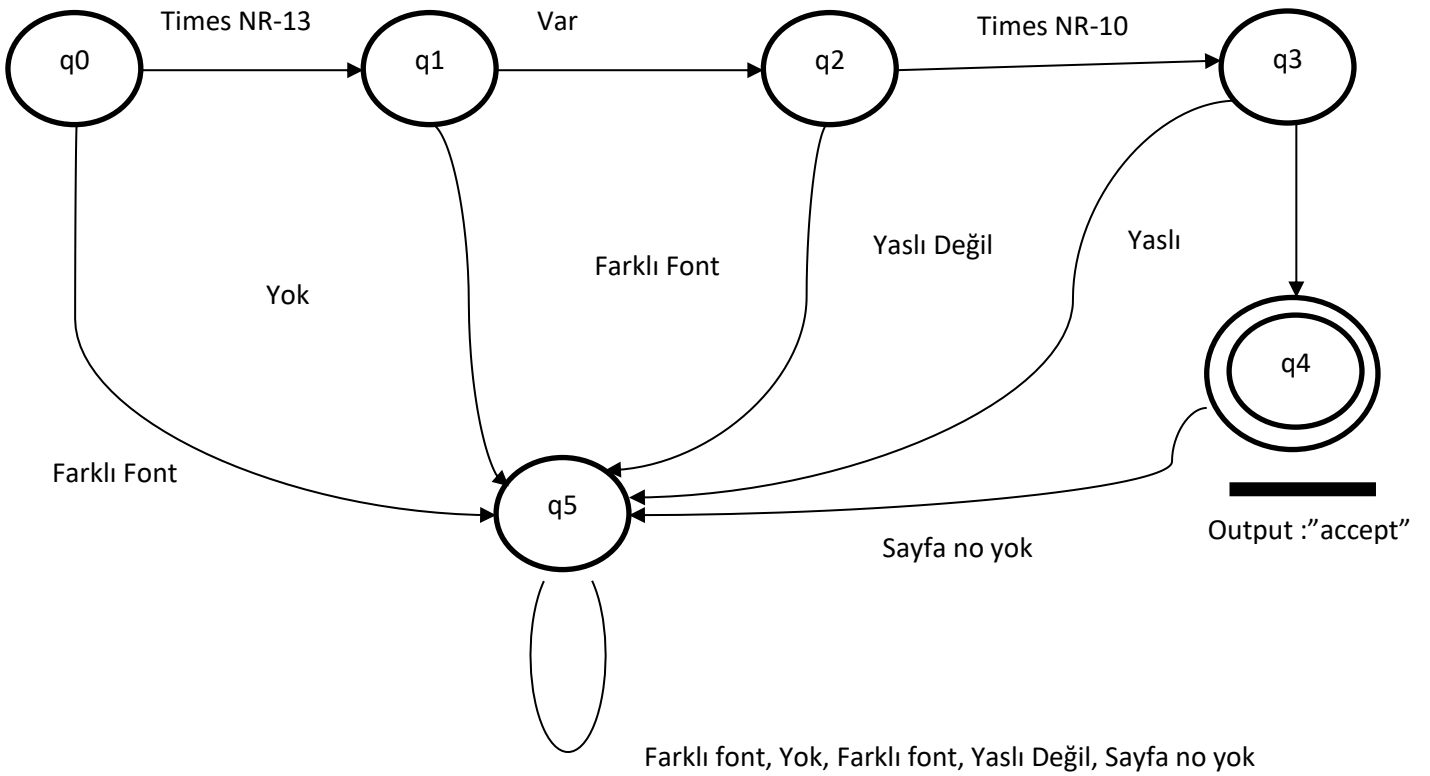 Times NR-13
Var
Times NR-10
q0
q1
q2
q3
Yaslı Değil
Yaslı
Farklı Font
Yok
q4
Farklı Font
q5
Output :”accept”
Sayfa no yok
Farklı font, Yok, Farklı font, Yaslı Değil, Sayfa no yok